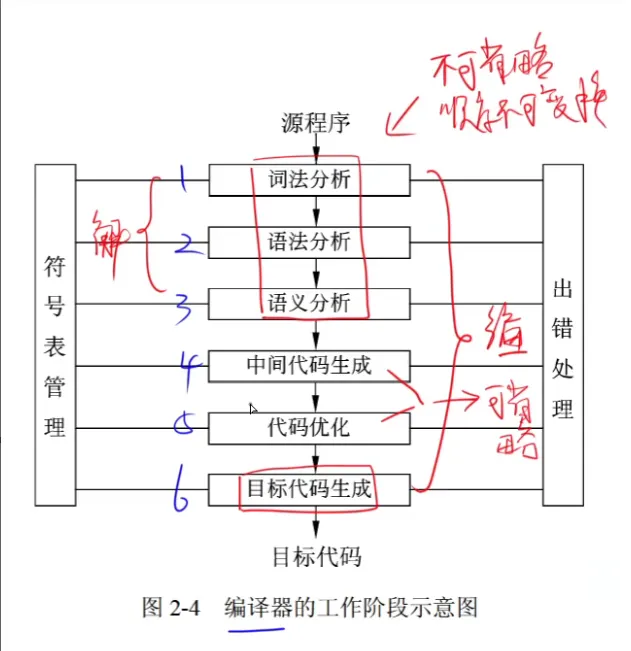 不可省略
顺序不可变换
源程序
1 词法分析
2 语法分析
3 语义分析
4 中间代码生成
5 代码优化
6 目标代码生成
目标代码
符号表管理
出错处理
解
编
可省略
图 2-4 编译器的工作阶段示意图